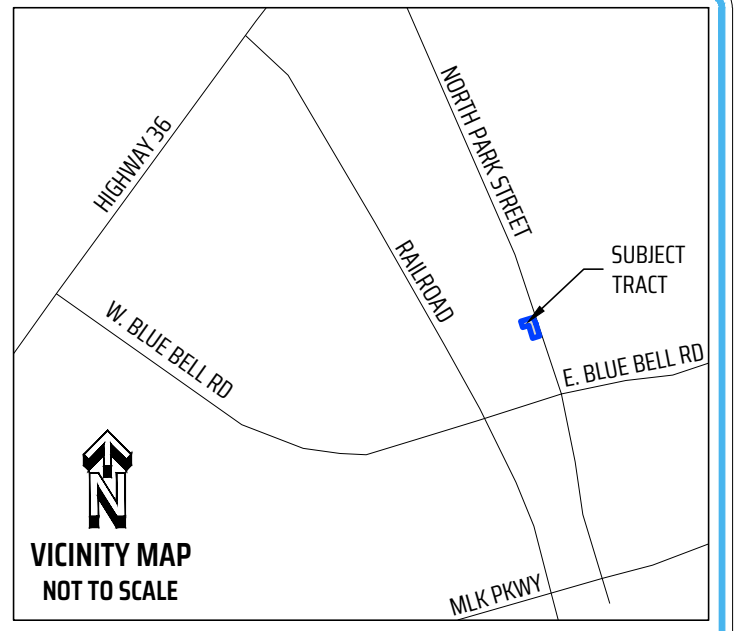 NORTH PARK STREET
HIGHWAY 36
RAILROAD
SUBJECT
TRACT
W. BLUE BELL RD
E. BLUE BELL RD
N
VICINITY MAP
NOT TO SCALE
MLK PKWY